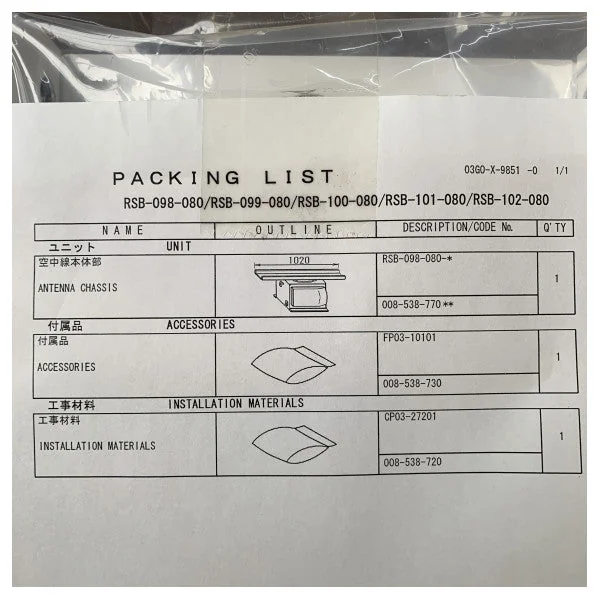 03GO-X-9851 -0 1/1
PACKING LIST
RSB-098-080/RSB-099-080/RSB-100-080/RSB-101-080/RSB-102-080
NAME OUTLINE DESCRIPTION/CODE No. Q'TY
ユニット UNIT
空中線本体部 1020 RSB-098-080-*
ANTENNA CHASSIS 1
008-538-770**
付属品 ACCESSORIES
付属品 FP03-10101
ACCESSORIES 1
008-538-730
工事材料 INSTALLATION MATERIALS
工事材料 CP03-27201
INSTALLATION MATERIALS 1
008-538-720